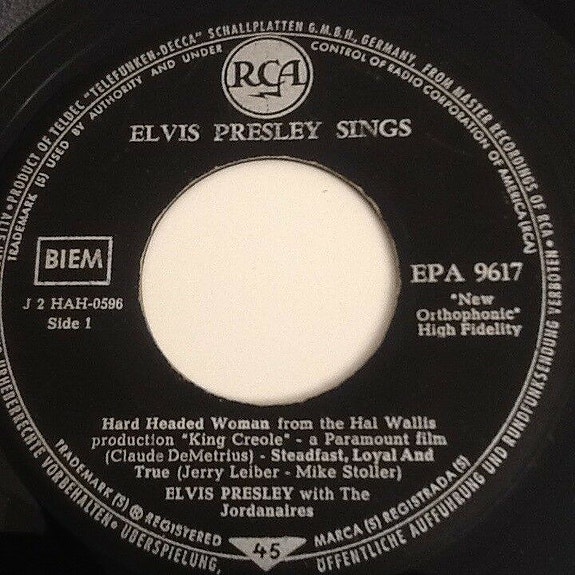 RCA
ELVIS PRESLEY SINGS
BIEM
J 2 HAH-0596
Side 1
EPA 9617
"New
Orthophonic"
High Fidelity
Hard Headed Woman from the Hal Wallis
production "King Creole" - a Paramount film
(Claude DeMetrius) - Steadfast, Loyal And
True (Jerry Leiber - Mike Stoller)
ELVIS PRESLEY with The
Jordanaires
45
PRODUCT OF TELDEC "TELEFUNKEN-DECCA" SCHALLPLATTEN G.M.B.H., GERMANY, FROM MASTER RECORDINGS OF RCA •
TRADEMARK (S) USED BY AUTHORITY AND UNDER CONTROL OF RADIO CORPORATION OF AMERICA (RCA)
URHEBERRECHTE VORBEHALTEN • ÜBERSPIELUNG, ÖFFENTLICHE AUFFÜHRUNG UND RUNDFUNKSENDUNG VERBOTEN
TRADEMARK (S) ® REGISTERED MARCA (S) REGISTRADA (S)